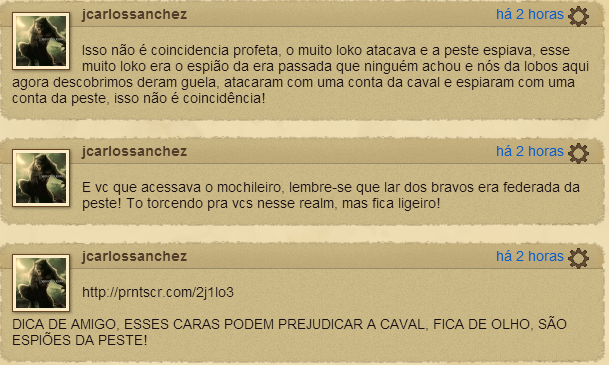 jcarlossanchez há 2 horas
Isso não é coincidencia profeta, o muito loko atacava e a peste espiava, esse
muito loko era o espião da era passada que ninguém achou e nós da lobos aqui
agora descobrimos deram guela, atacaram com uma conta da caval e espiaram com uma
conta da peste, isso não é coincidência!
jcarlossanchez há 2 horas
E vc que acessava o mochileiro, lembre-se que lar dos bravos era federada da
peste! To torcendo pra vcs nesse realm, mas fica ligeiro!
jcarlossanchez há 2 horas
http://prntscr.com/2j1lo3
DICA DE AMIGO, ESSES CARAS PODEM PREJUDICAR A CAVAL, FICA DE OLHO, SÃO
ESPIÕES DA PESTE!